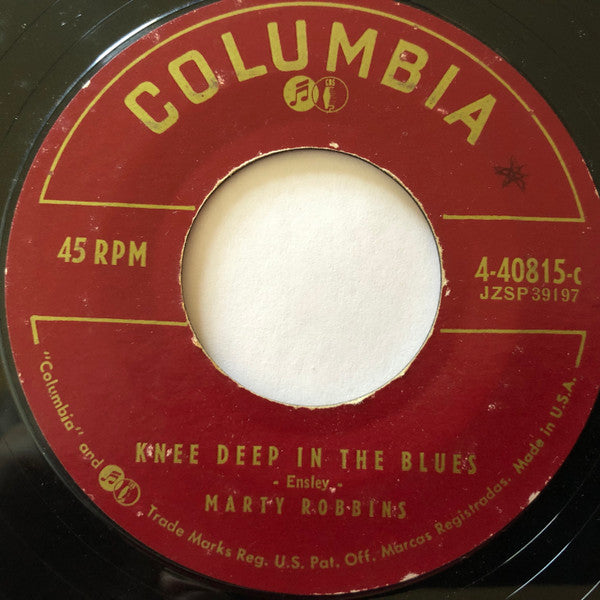 COLUMBIA
CBS
45 RPM
4-40815-c
JZSP 39197
KNEE DEEP IN THE BLUES
- Ensley -
MARTY ROBBINS
"Columbia" and Trade Marks Reg. U.S. Pat. Off. Marcas Registradas. Made in U.S.A.